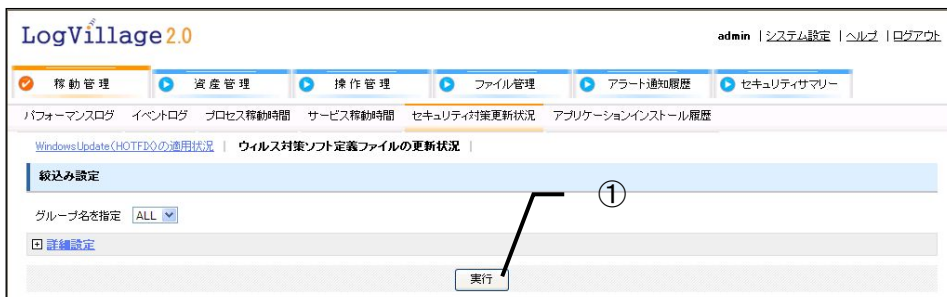 LogVillage 2.0
admin | システム設定 | ヘルプ | ログアウト
稼動管理 資産管理 操作管理 ファイル管理 アラート通知履歴 セキュリティサマリー
パフォーマンスログ イベントログ プロセス稼動時間 サービス稼動時間 セキュリティ対策更新状況 アプリケーションインストール履歴
WindowsUpdate(HOTFIX)の適用状況 | ウィルス対策ソフト定義ファイルの更新状況 |
絞込み設定
①
グループ名を指定 ALL
詳細設定
実行